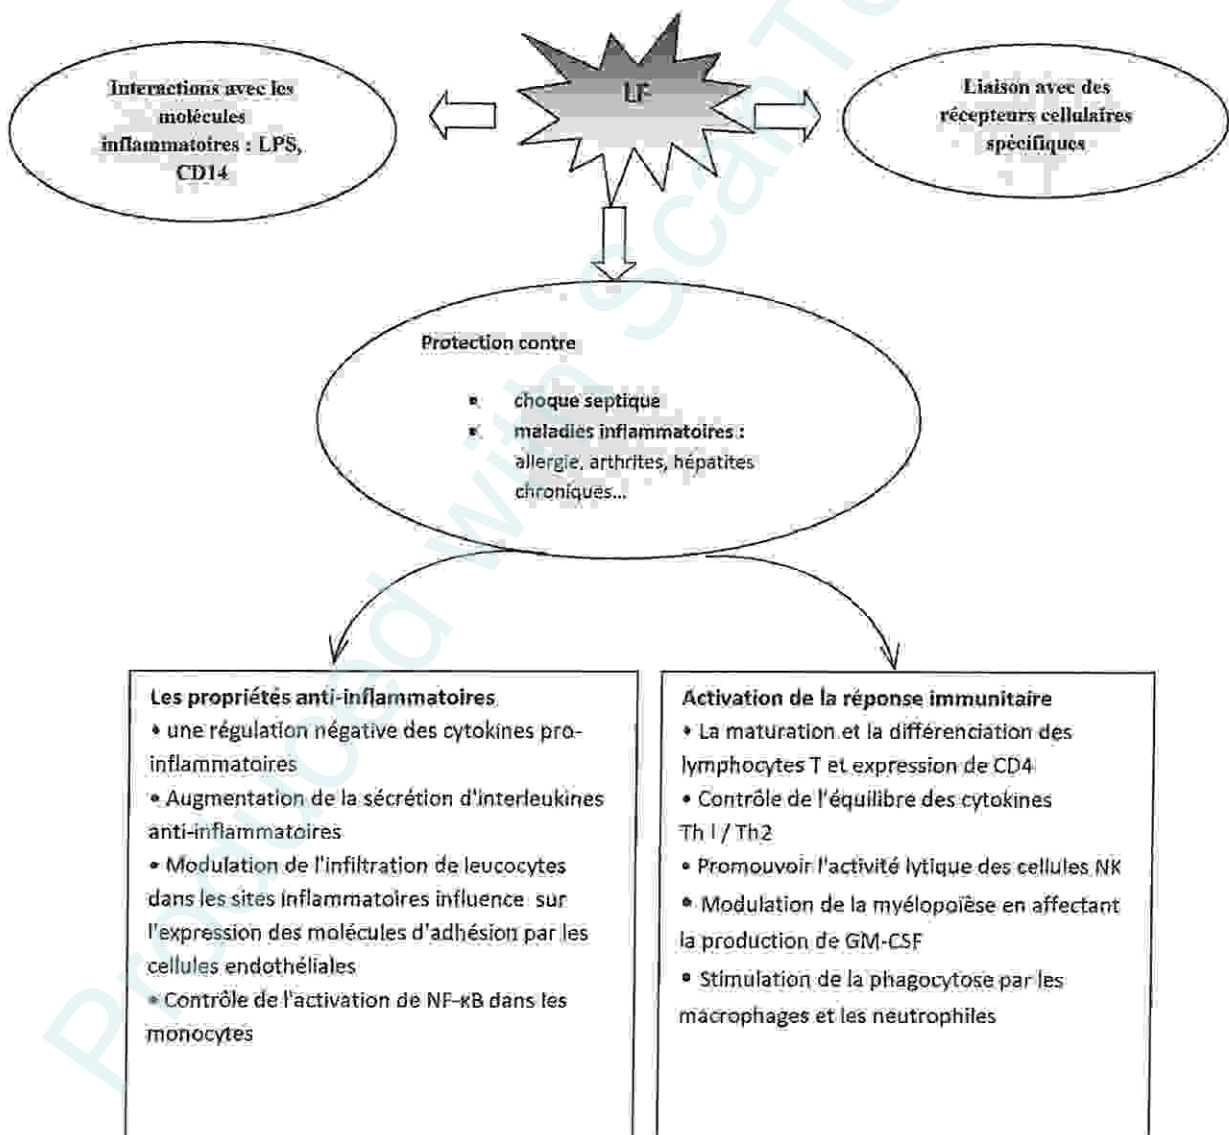 LF
Interactions avec les
molécules
inflammatoires : LPS,
CD14
Liaison avec des
récepteurs cellulaires
spécifiques
Protection contre
▪ choque septique
▪ maladies inflammatoires :
allergie, arthrites, hépatites
chroniques...
Les propriétés anti-inflammatoires
• une régulation négative des cytokines pro-
inflammatoires
• Augmentation de la sécrétion d'interleukines
anti-inflammatoires
• Modulation de l'infiltration de leucocytes
dans les sites inflammatoires influence sur
l'expression des molécules d'adhésion par les
cellules endothéliales
• Contrôle de l'activation de NF-κB dans les
monocytes
Activation de la réponse immunitaire
• La maturation et la différenciation des
lymphocytes T et expression de CD4
• Contrôle de l'équilibre des cytokines
Th l / Th2
• Promouvoir l'activité lytique des cellules NK
• Modulation de la myélopoïèse en affectant
la production de GM-CSF
• Stimulation de la phagocytose par les
macrophages et les neutrophiles
Produced with ScanTo